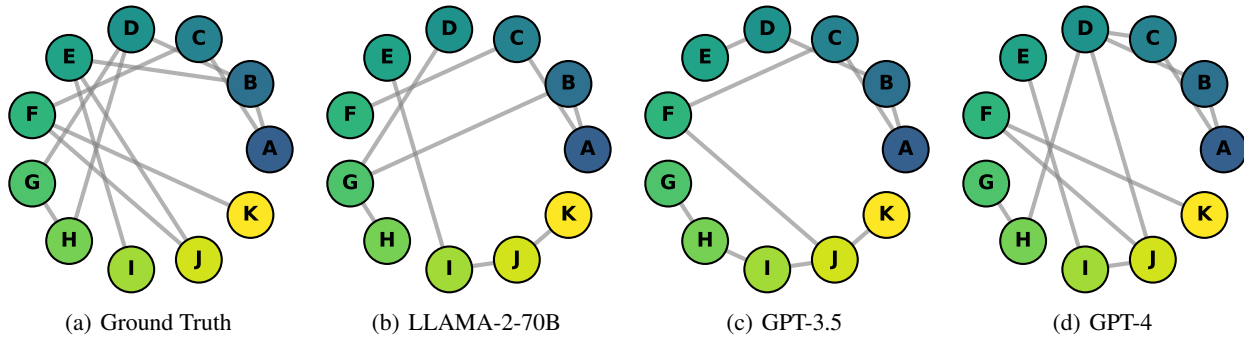 D C E B F A G K H I J
D C E B F A G K H I J
D C E B F A G K H I J
D C E B F A G K H I J
(a) Ground Truth
(b) LLAMA-2-70B
(c) GPT-3.5
(d) GPT-4